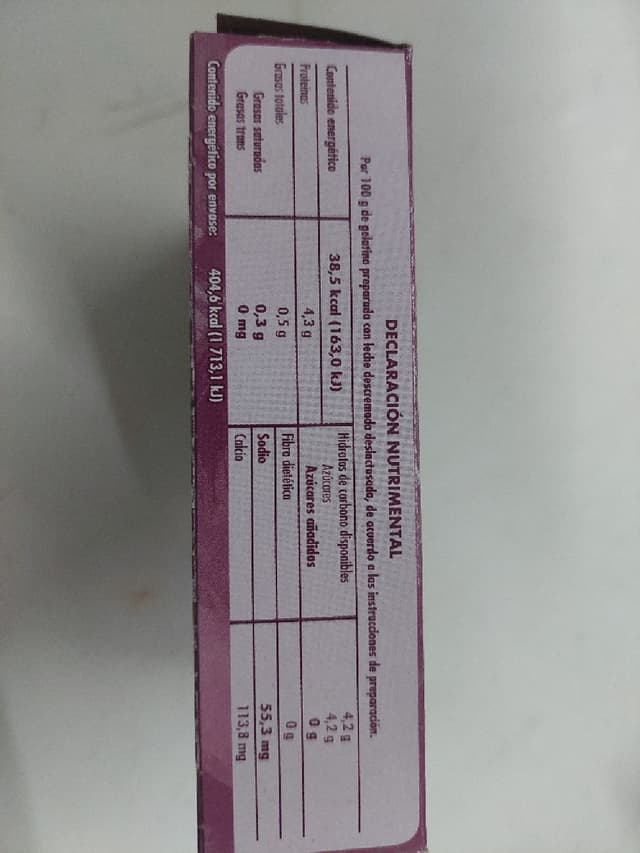 DECLARACIÓN NUTRIMENTAL
Por 100 g de gelatina preparada con leche descremada deslactosada, de acuerdo a las instrucciones de preparación.
Contenido energético 38,5 kcal (163,0 kJ)
Proteínas 4,3 g
Grasas totales 0,5 g
Grasas saturadas 0,3 g
Grasas trans 0 mg
Hidratos de carbono disponibles 4,2 g
Azúcares 4,2 g
Azúcares añadidos 0 g
Fibra dietética 0 g
Sodio 55,3 mg
Calcio 113,8 mg
Contenido energético por envase: 404,6 kcal (1 713,1 kJ)